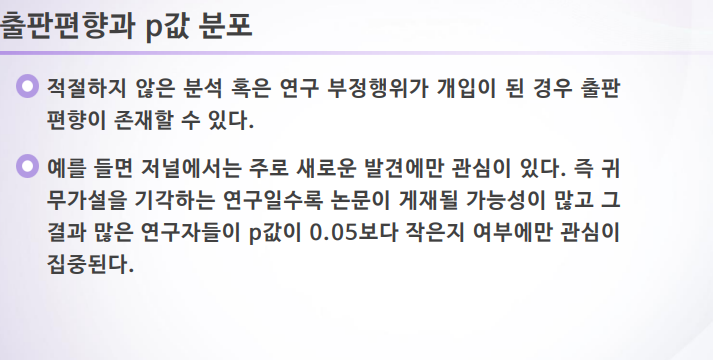 출판편향과 p값 분포
적절하지 않은 분석 혹은 연구 부정행위가 개입이 된 경우 출판
편향이 존재할 수 있다.
예를 들면 저널에서는 주로 새로운 발견에만 관심이 있다. 즉 귀
무가설을 기각하는 연구일수록 논문이 게재될 가능성이 많고 그
결과 많은 연구자들이 p값이 0.05보다 작은지 여부에만 관심이
집중된다.